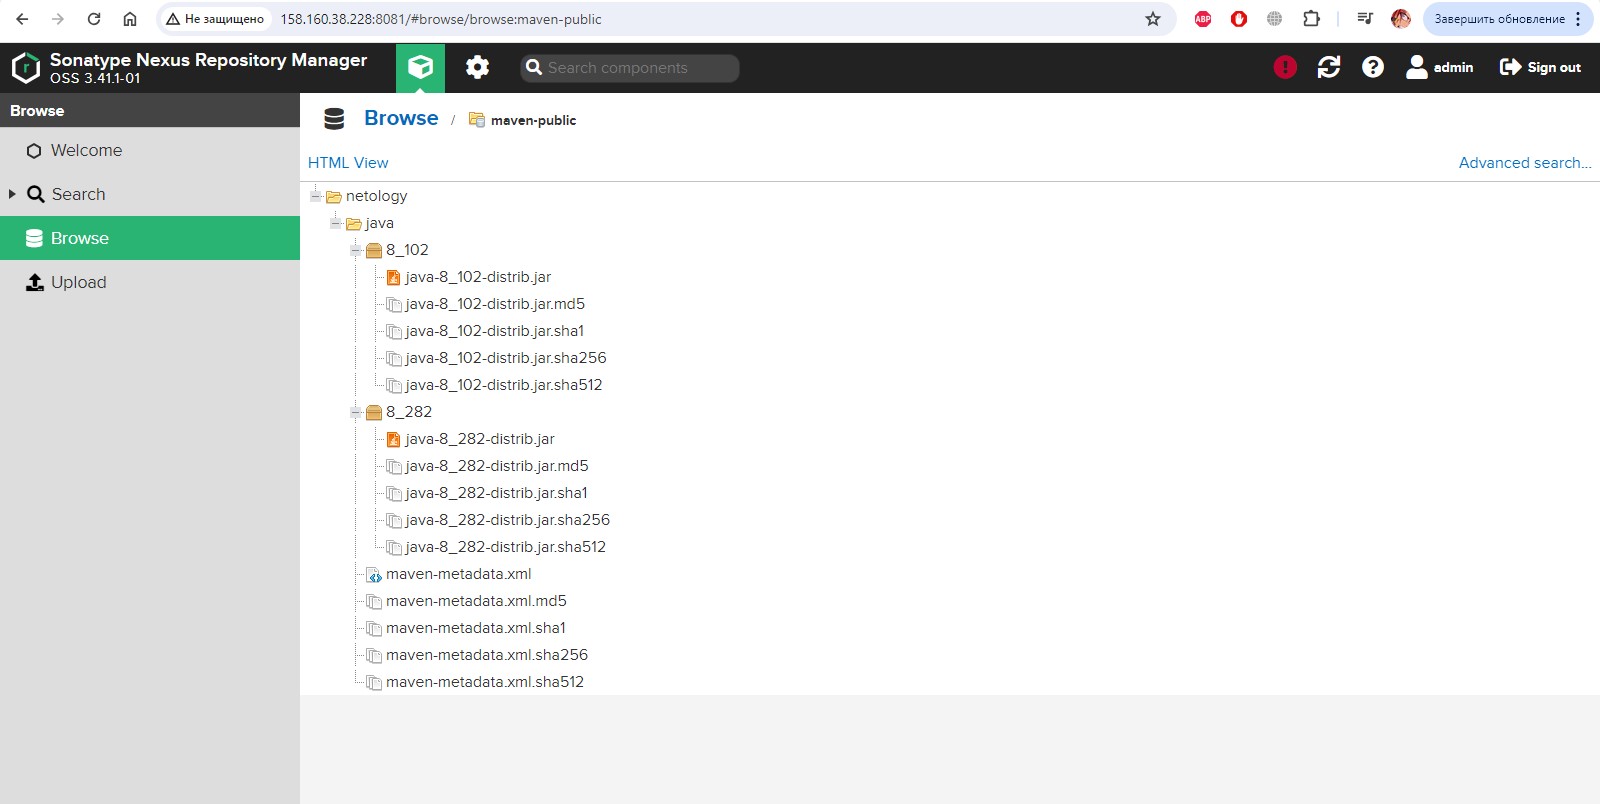 Не защищено 158.160.38.228:8081/#browse/browse:maven-public ABP Завершить обновление
Sonatype Nexus Repository Manager
OSS 3.41.1-01
Search components
admin Sign out
Browse
Welcome
Search
Browse
Upload
Browse / maven-public
HTML View Advanced search...
netology
java
8_102
java-8_102-distrib.jar
java-8_102-distrib.jar.md5
java-8_102-distrib.jar.sha1
java-8_102-distrib.jar.sha256
java-8_102-distrib.jar.sha512
8_282
java-8_282-distrib.jar
java-8_282-distrib.jar.md5
java-8_282-distrib.jar.sha1
java-8_282-distrib.jar.sha256
java-8_282-distrib.jar.sha512
maven-metadata.xml
maven-metadata.xml.md5
maven-metadata.xml.sha1
maven-metadata.xml.sha256
maven-metadata.xml.sha512